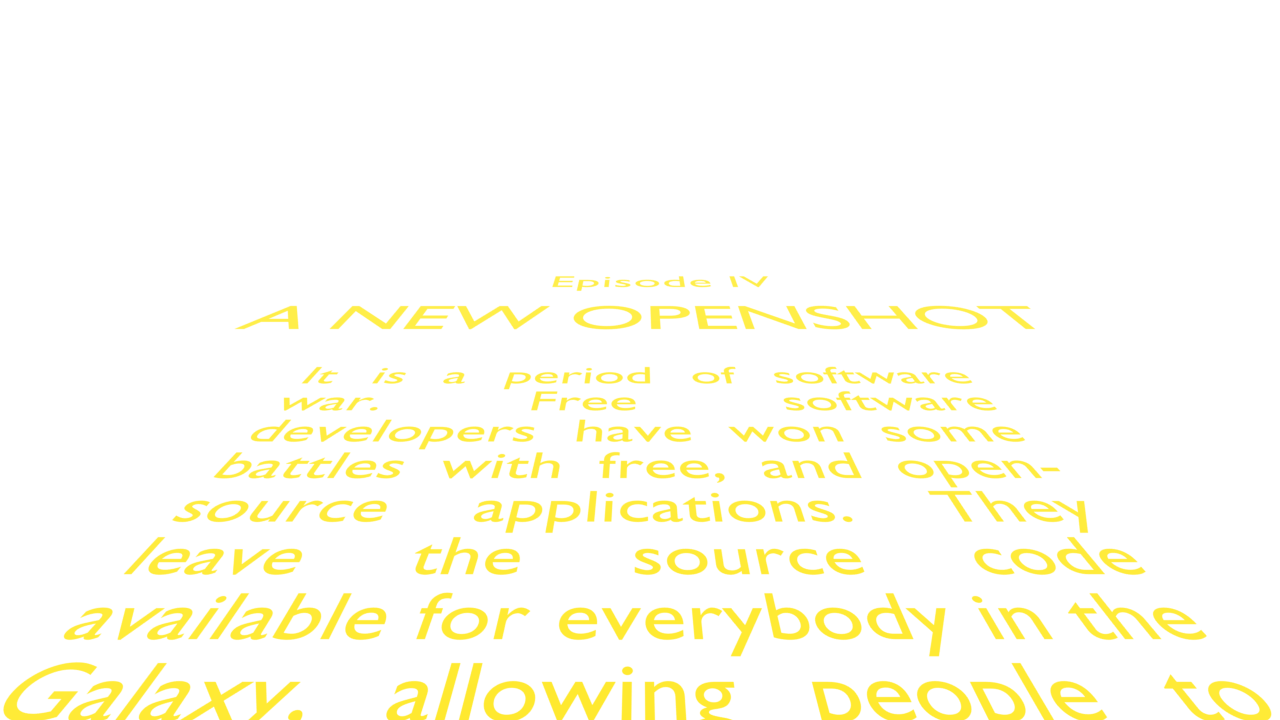 Episode IV
A NEW OPENSHOT
It is a period of software
war. Free software
developers have won some
battles with free, and open-
source applications. They
leave the source code
available for everybody in the
Galaxy, allowing people to